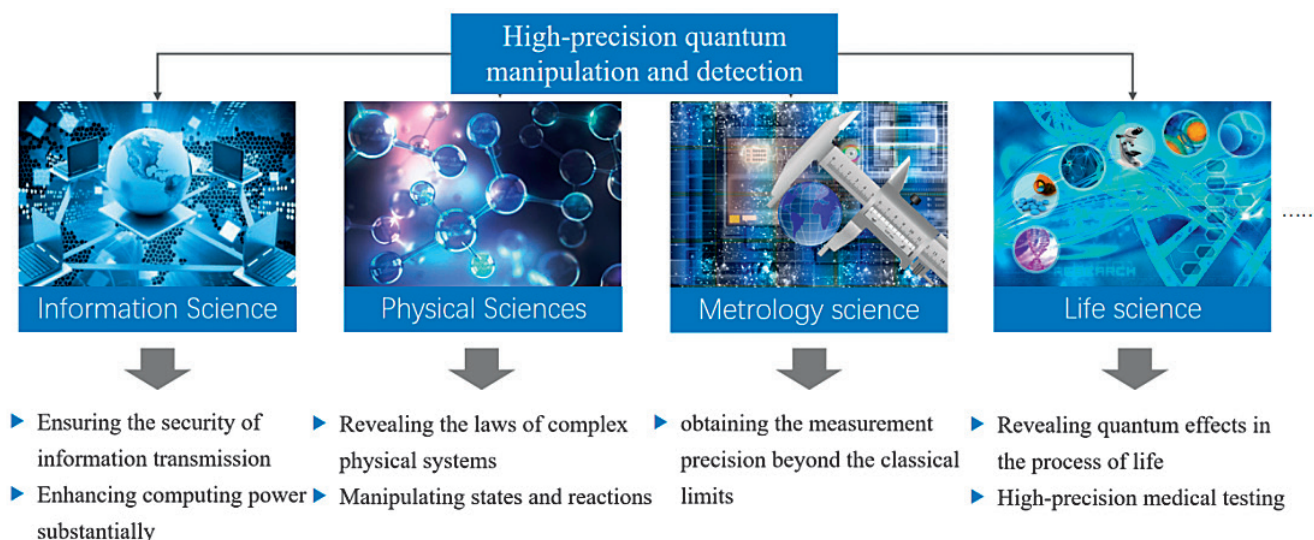 High-precision quantum
manipulation and detection
Information Science
Physical Sciences
Metrology science
Life science
RESEARCH
......
▶ Ensuring the security of
information transmission
▶ Enhancing computing power
substantially
▶ Revealing the laws of complex
physical systems
▶ Manipulating states and reactions
▶ obtaining the measurement
precision beyond the classical
limits
▶ Revealing quantum effects in
the process of life
▶ High-precision medical testing